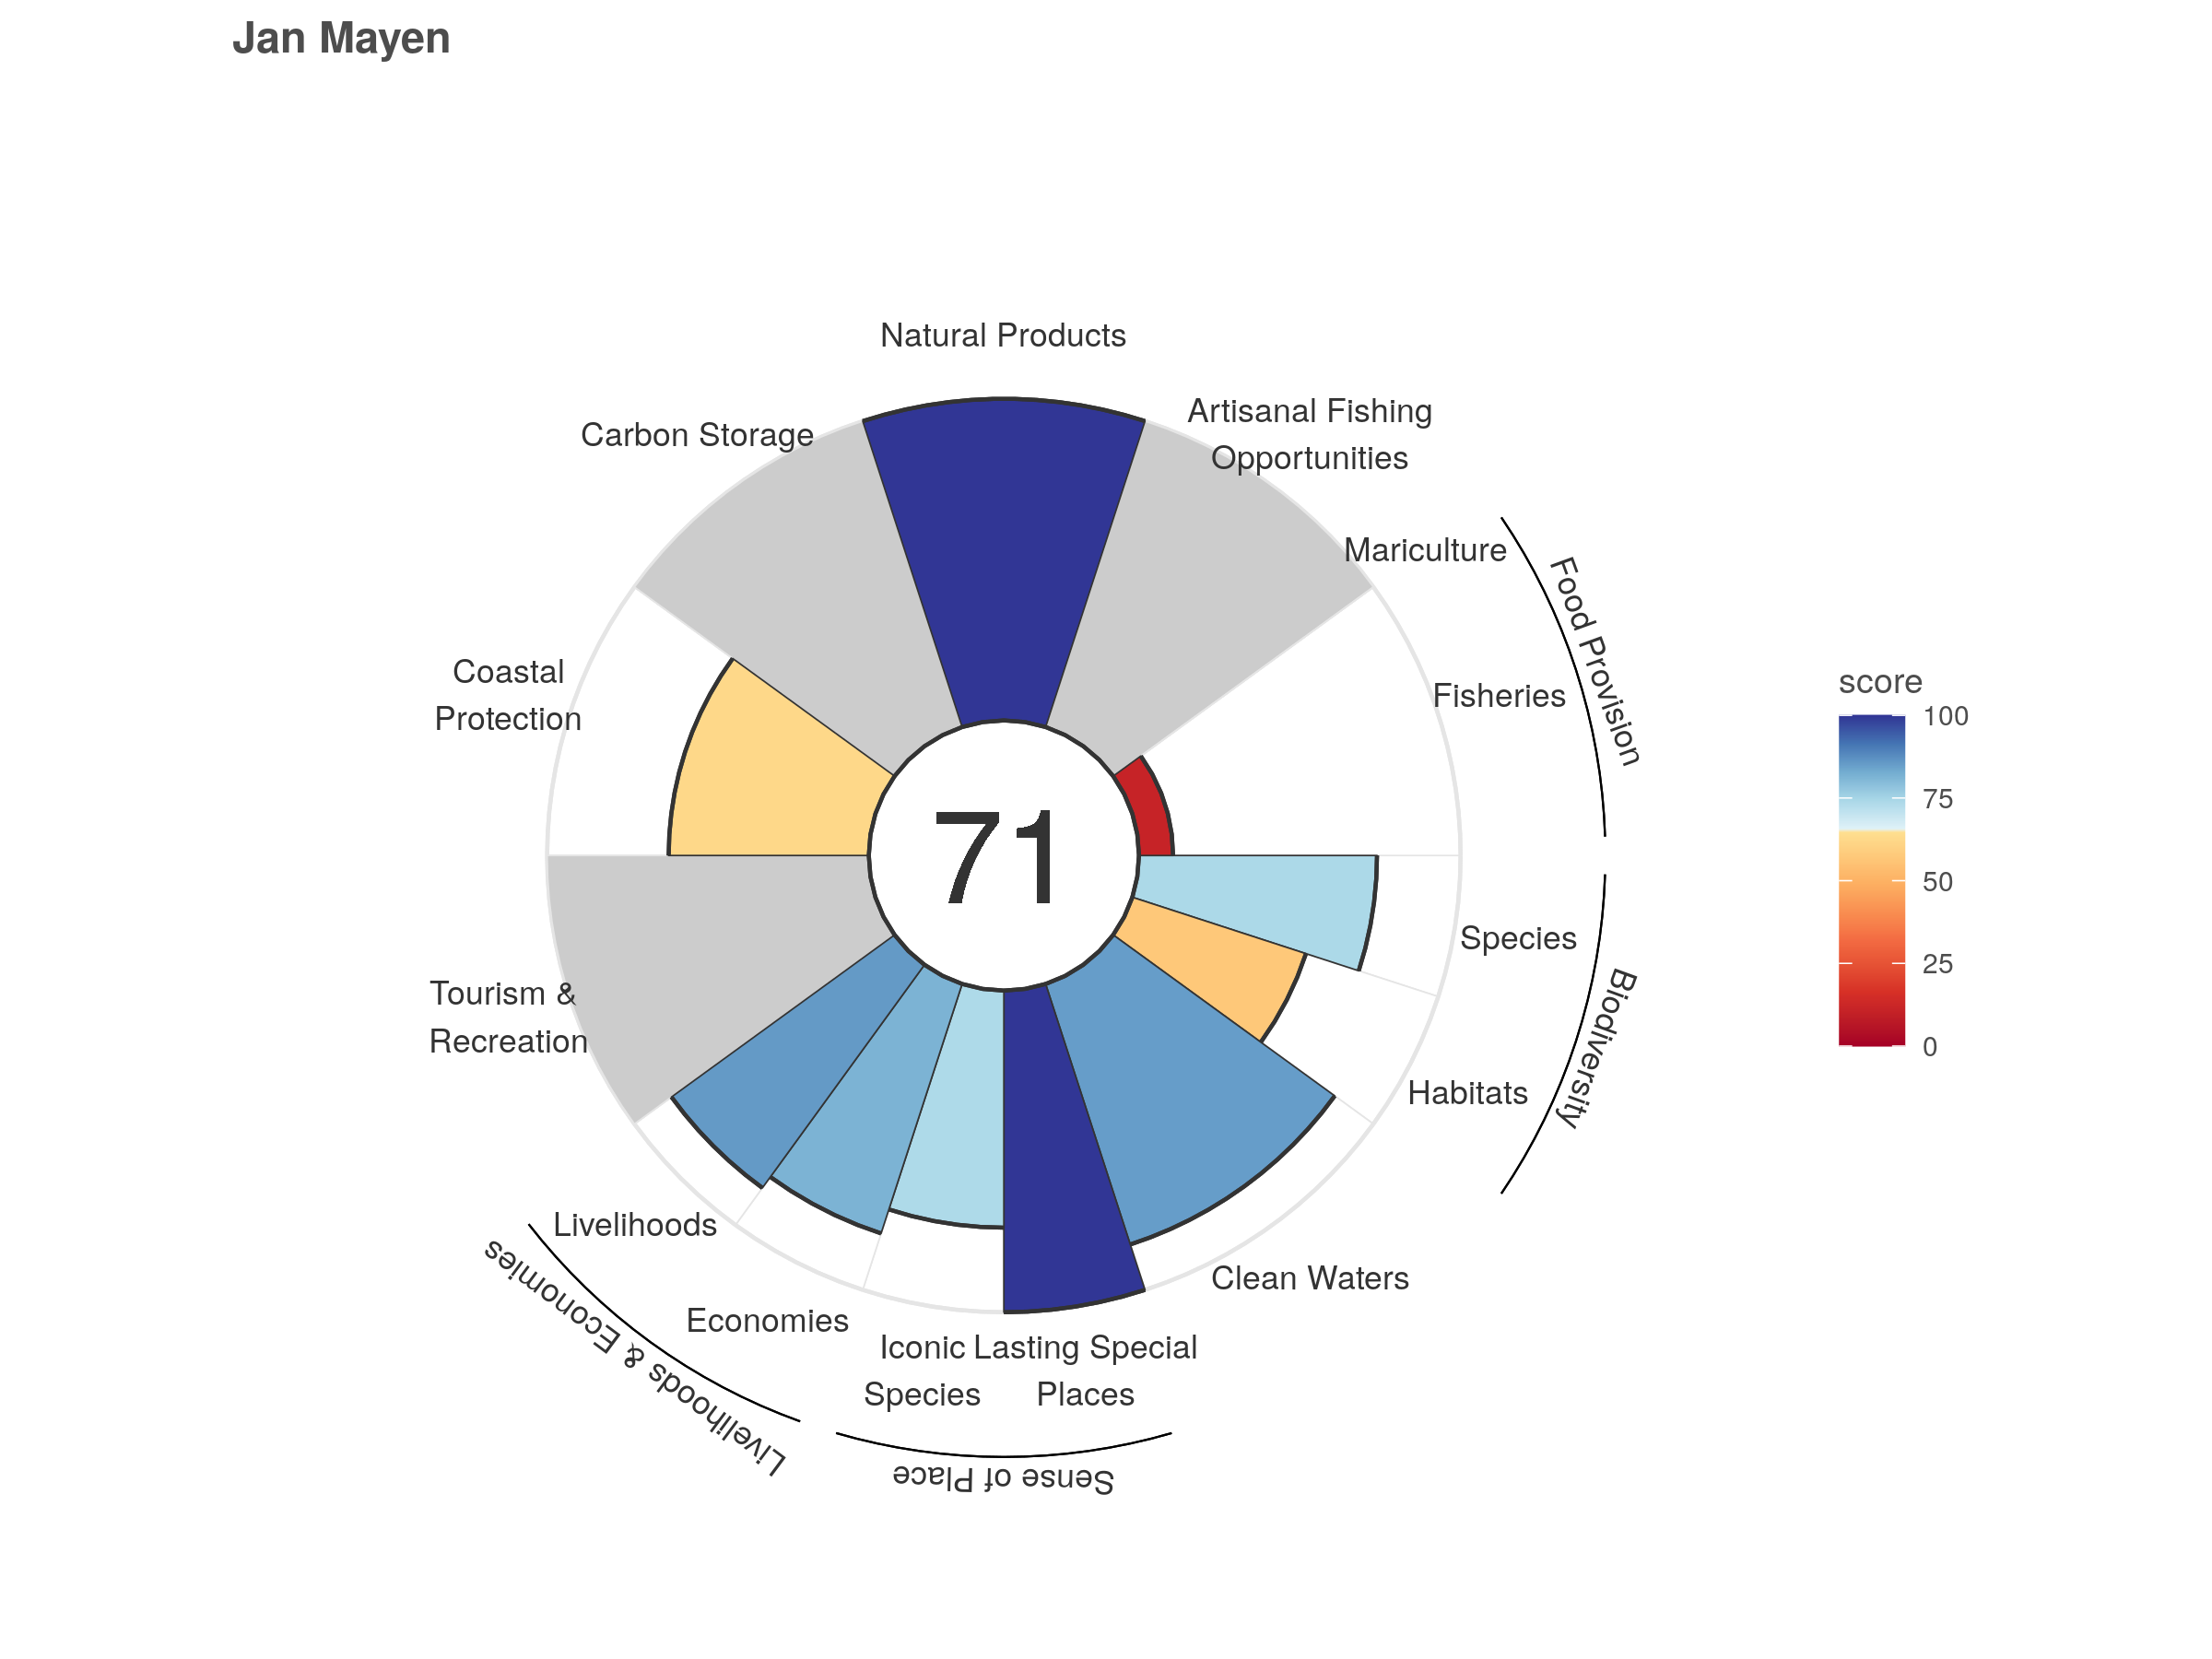 Jan Mayen
Natural Products
Artisanal Fishing
Opportunities
Carbon Storage
Mariculture
Food Provision
Fisheries
Coastal
Protection
score
100
75
50
25
0
71
Species
Biodiversity
Habitats
Tourism &
Recreation
Livelihoods
Clean Waters
Economies
Livelihoods & Economies
Iconic
Species
Lasting Special
Places
Sense of Place